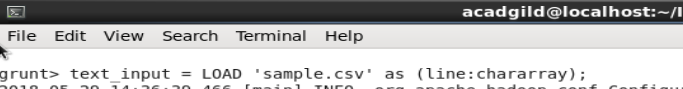 acadgild@localhost:~/
File Edit View Search Terminal Help
grunt> text_input = LOAD 'sample.csv' as (line:chararray);